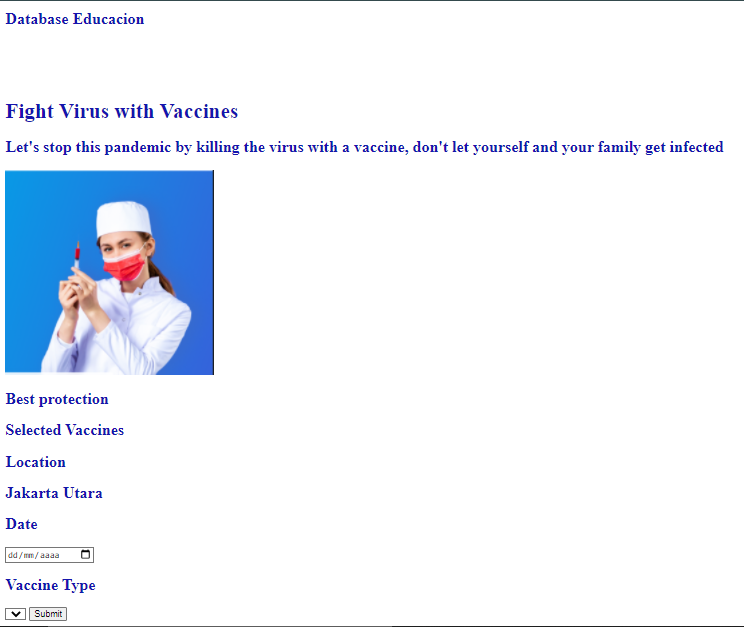 Database Educacion
Fight Virus with Vaccines
Let's stop this pandemic by killing the virus with a vaccine, don't let yourself and your family get infected
Best protection
Selected Vaccines
Location
Jakarta Utara
Date
dd/mm/aaaa
Vaccine Type
Submit